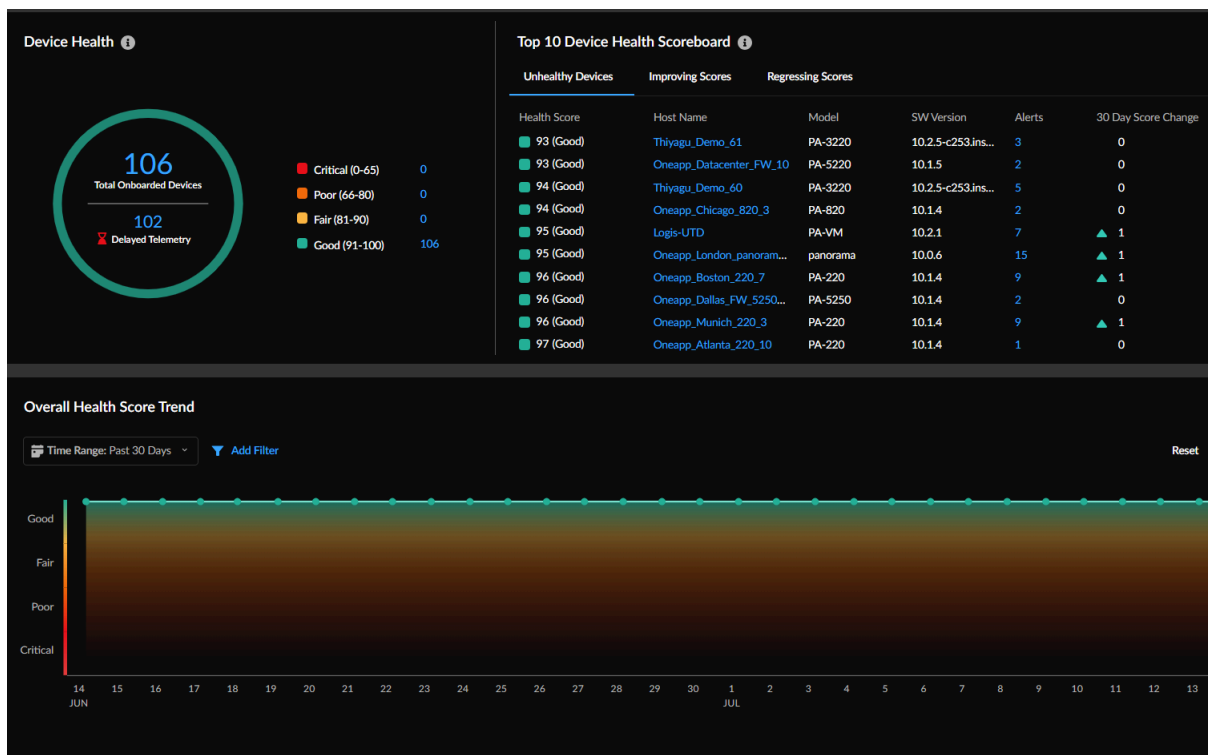 Device Health
106
Total Onboarded Devices
102
Delayed Telemetry
Critical (0-65) 0
Poor (66-80) 0
Fair (81-90) 0
Good (91-100) 106
Top 10 Device Health Scoreboard
Unhealthy Devices Improving Scores Regressing Scores
Health Score Host Name Model SW Version Alerts 30 Day Score Change
93 (Good) Thiyagu_Demo_61 PA-3220 10.2.5-c253.ins... 3 0
93 (Good) Oneapp_Datacenter_FW_10 PA-5220 10.1.5 2 0
94 (Good) Thiyagu_Demo_60 PA-3220 10.2.5-c253.ins... 5 0
94 (Good) Oneapp_Chicago_820_3 PA-820 10.1.4 2 0
95 (Good) Logis-UTD PA-VM 10.2.1 7 1
95 (Good) Oneapp_London_panoram... panorama 10.0.6 15 1
96 (Good) Oneapp_Boston_220_7 PA-220 10.1.4 9 1
96 (Good) Oneapp_Dallas_FW_5250... PA-5250 10.1.4 2 0
96 (Good) Oneapp_Munich_220_3 PA-220 10.1.4 9 1
97 (Good) Oneapp_Atlanta_220_10 PA-220 10.1.4 1 0
Overall Health Score Trend
Time Range: Past 30 Days Add Filter Reset
Good
Fair
Poor
Critical
14 15 16 17 18 19 20 21 22 23 24 25 26 27 28 29 30 1 2 3 4 5 6 7 8 9 10 11 12 13
JUN JUL